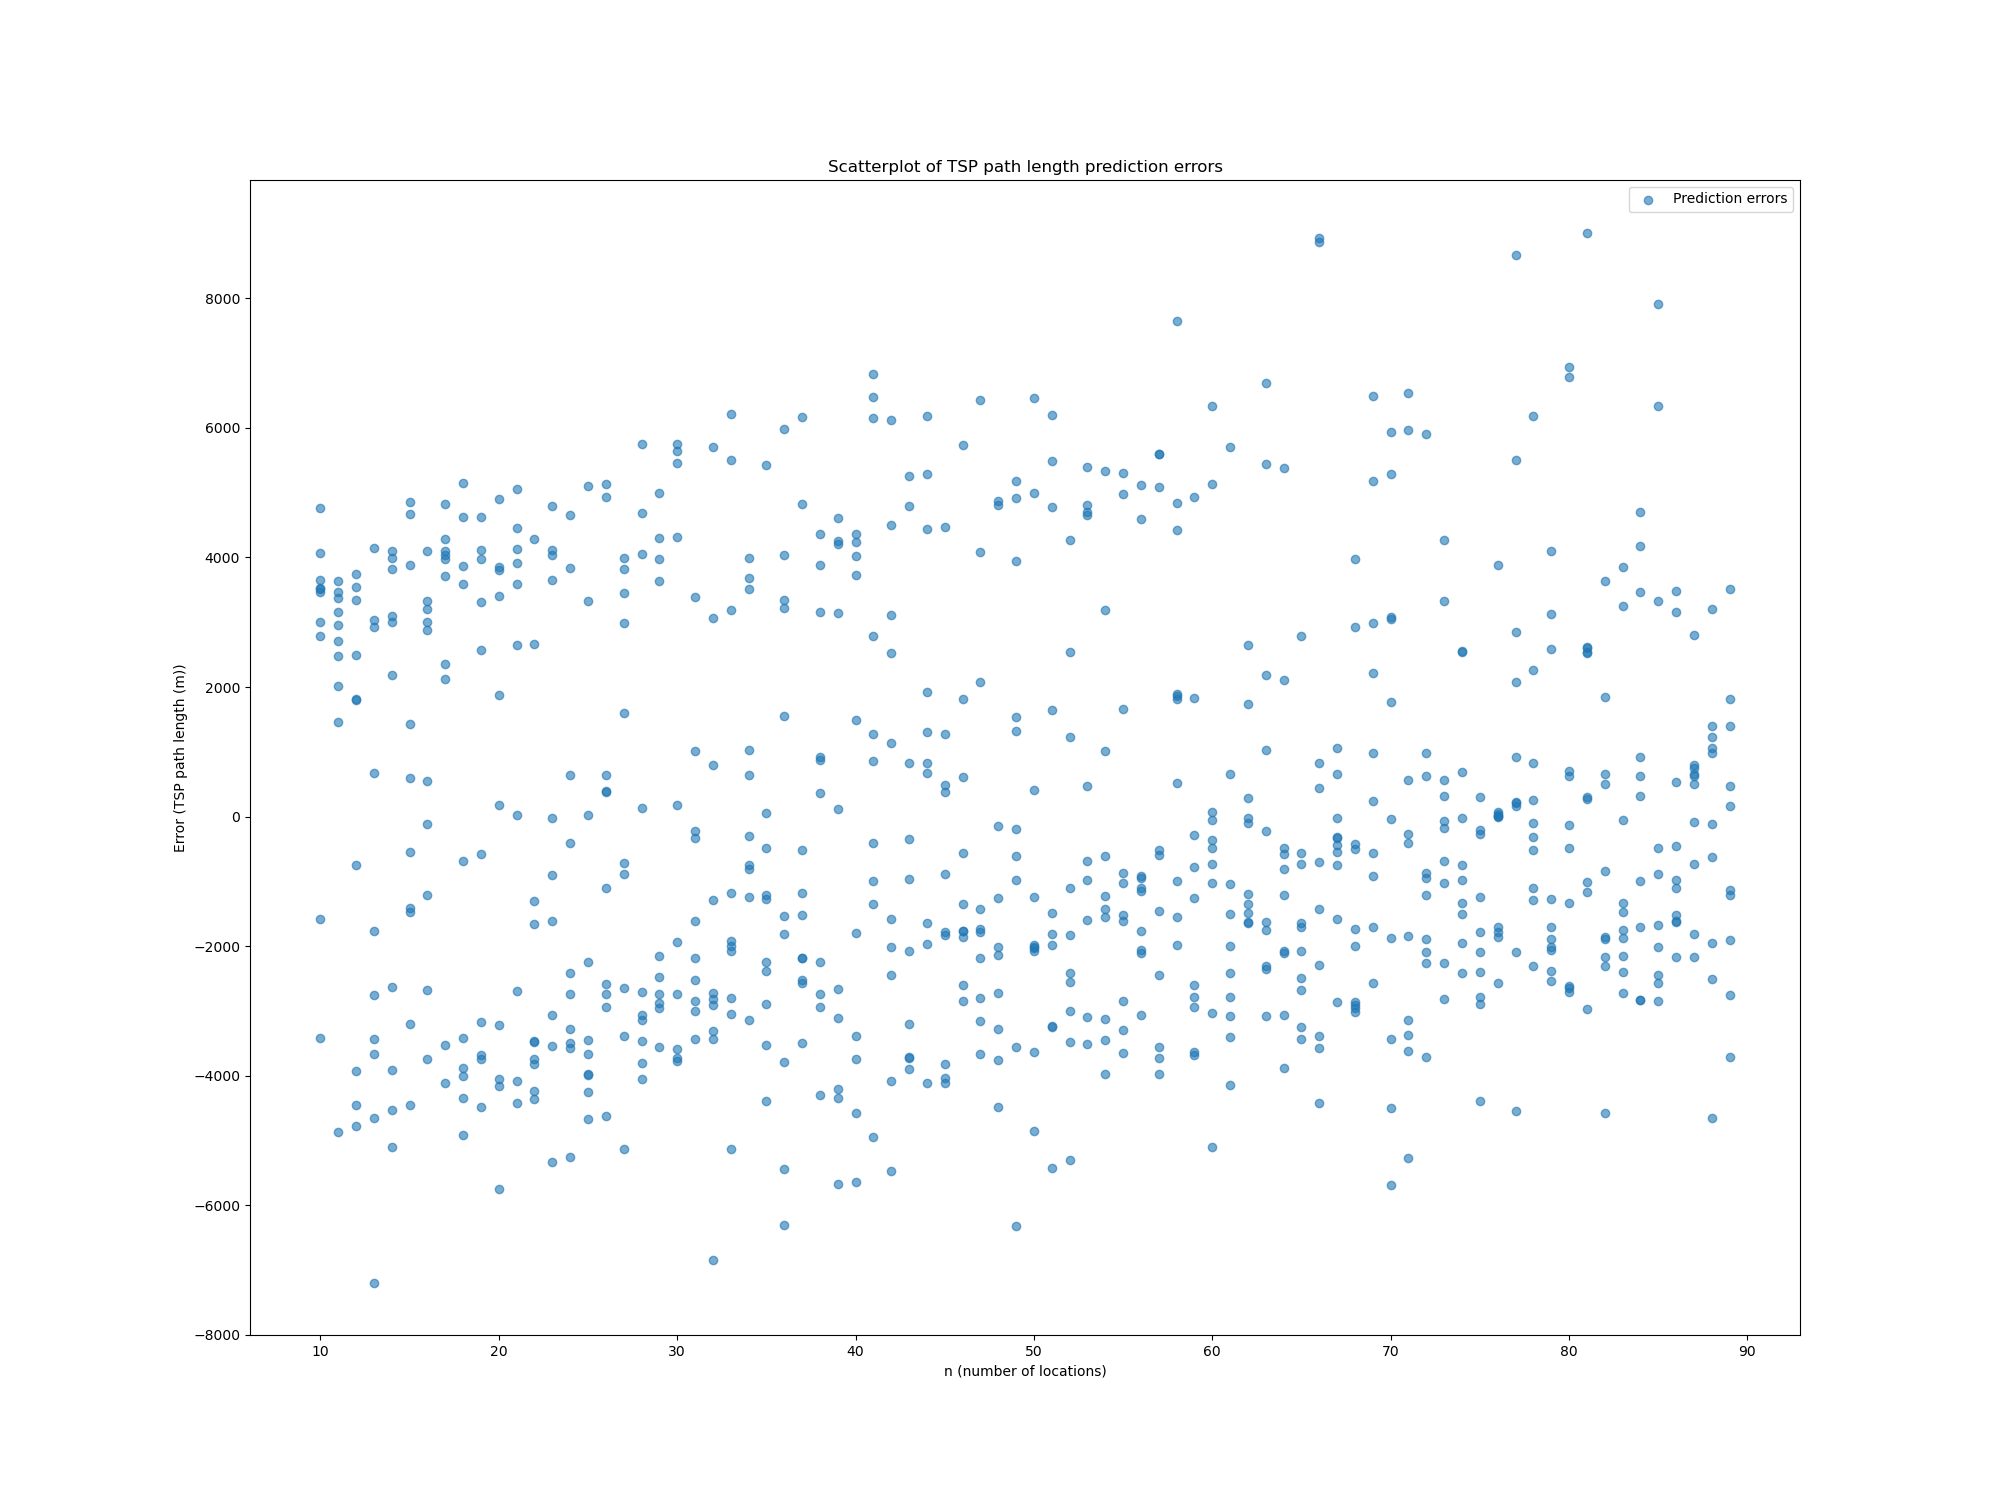 Scatterplot of TSP path length prediction errors
Prediction errors
Error (TSP path length (m))
8000
6000
4000
2000
0
−2000
−4000
−6000
−8000
10 20 30 40 50 60 70 80 90
n (number of locations)